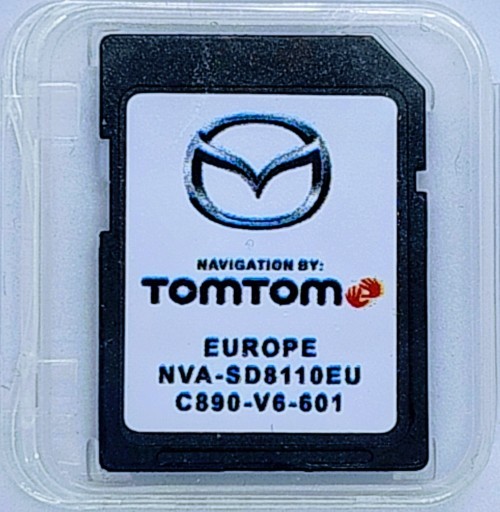 NAVIGATION BY:
TOMTOM
EUROPE
NVA-SD8110EU
C890-V6-601